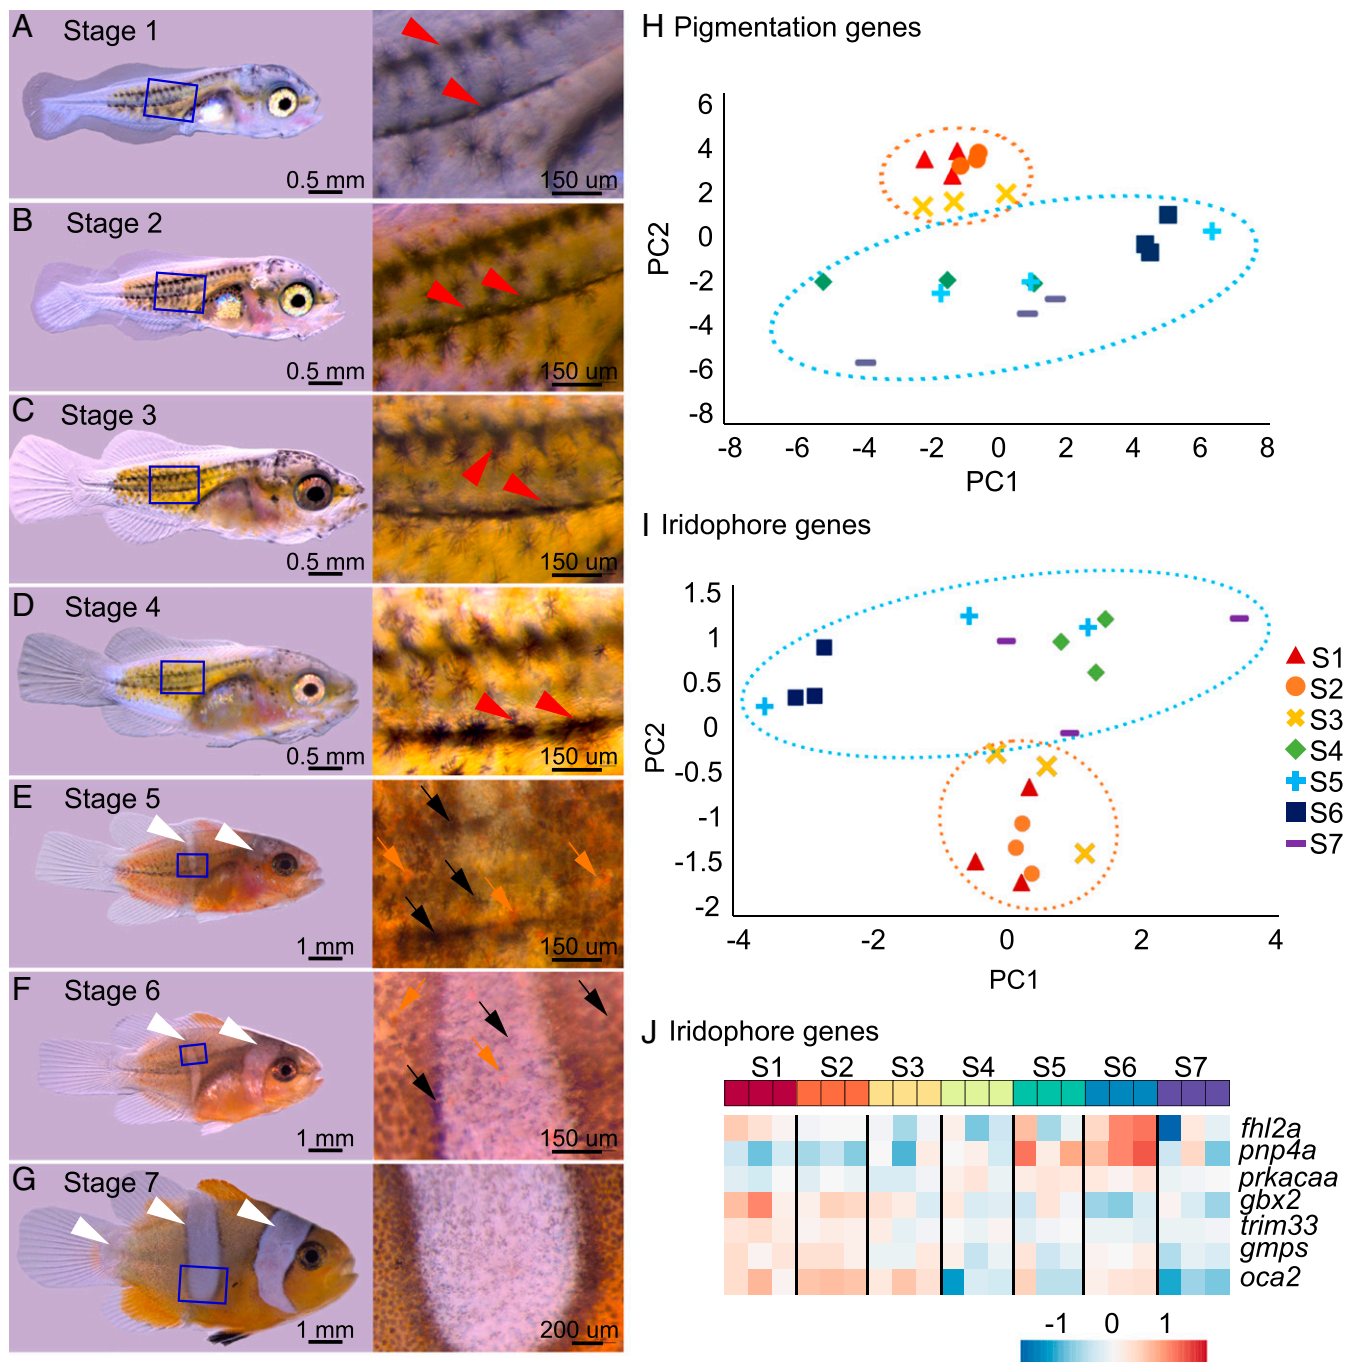 A Stage 1
0.5 mm
150 um
B Stage 2
0.5 mm
150 um
C Stage 3
0.5 mm
150 um
D Stage 4
0.5 mm
150 um
E Stage 5
1 mm
150 um
F Stage 6
1 mm
150 um
G Stage 7
1 mm
200 um
H Pigmentation genes
PC2
6
4
2
0
-2
-4
-6
-8
-8 -6 -4 -2 0 2 4 6 8
PC1
I Iridophore genes
PC2
1.5
1
0.5
0
-0.5
-1
-1.5
-2
-4 -2 0 2 4
PC1
S1
S2
S3
S4
S5
S6
S7
J Iridophore genes
S1 S2 S3 S4 S5 S6 S7
fhl2a
pnp4a
prkacaa
gbx2
trim33
gmps
oca2
-1 0 1